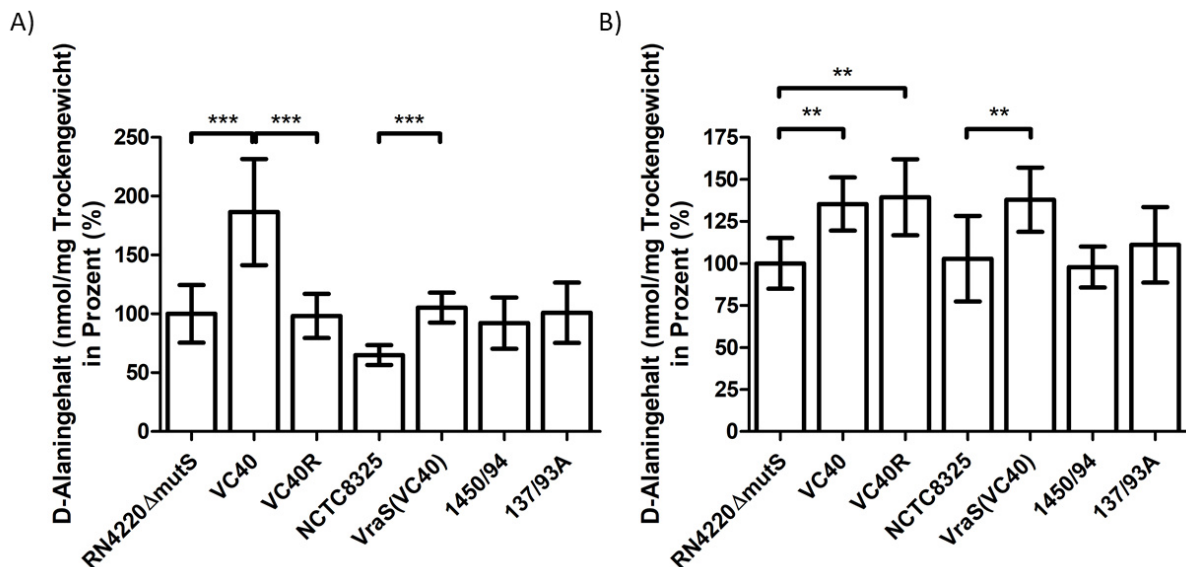 A)
D-Alaningehalt (nmol/mg Trockengewicht)
in Prozent (%)
250
200
150
100
50
0
***
***
***
RN4220ΔmutS
VC40
VC40R
NCTC8325
VraS(VC40)
1450/94
137/93A
B)
D-Alaningehalt (nmol/mg Trockengewicht)
in Prozent (%)
175
150
125
100
75
50
25
0
**
**
**
RN4220ΔmutS
VC40
VC40R
NCTC8325
VraS(VC40)
1450/94
137/93A